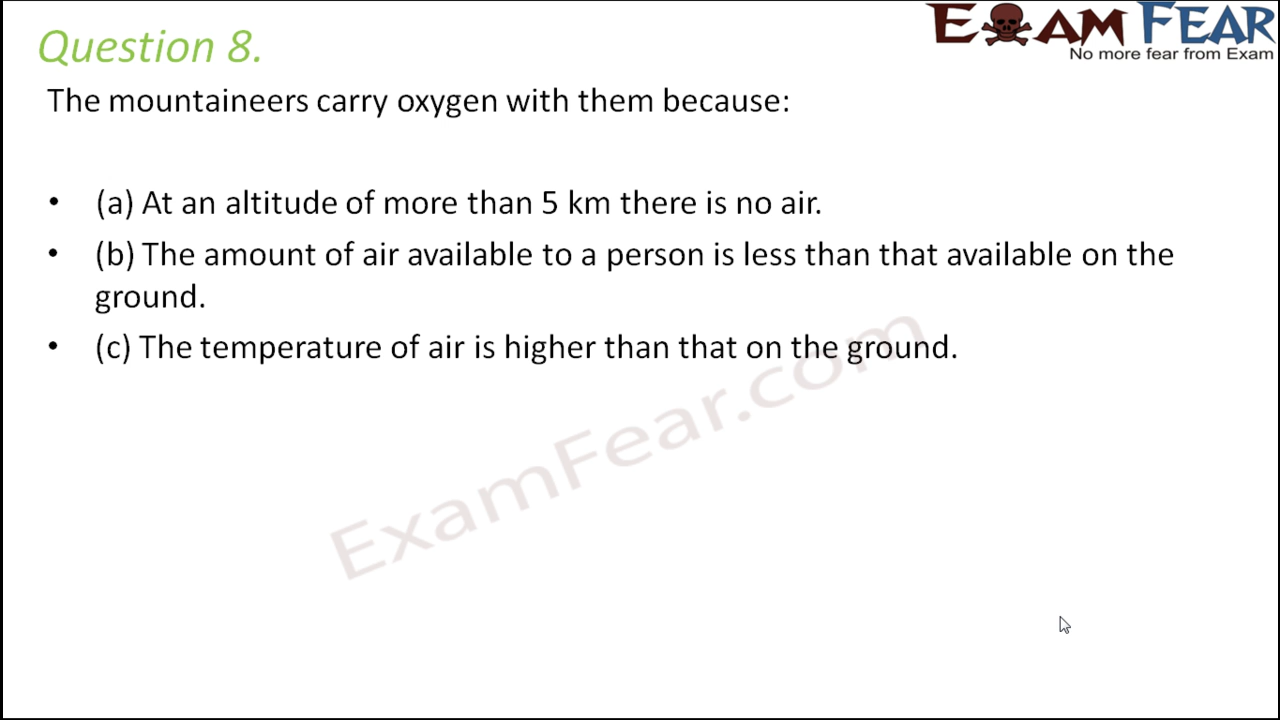 EXAM FEAR
No more fear from Exam
Question 8.
The mountaineers carry oxygen with them because:
• (a) At an altitude of more than 5 km there is no air.
• (b) The amount of air available to a person is less than that available on the
ground.
• (c) The temperature of air is higher than that on the ground.
ExamFear.com